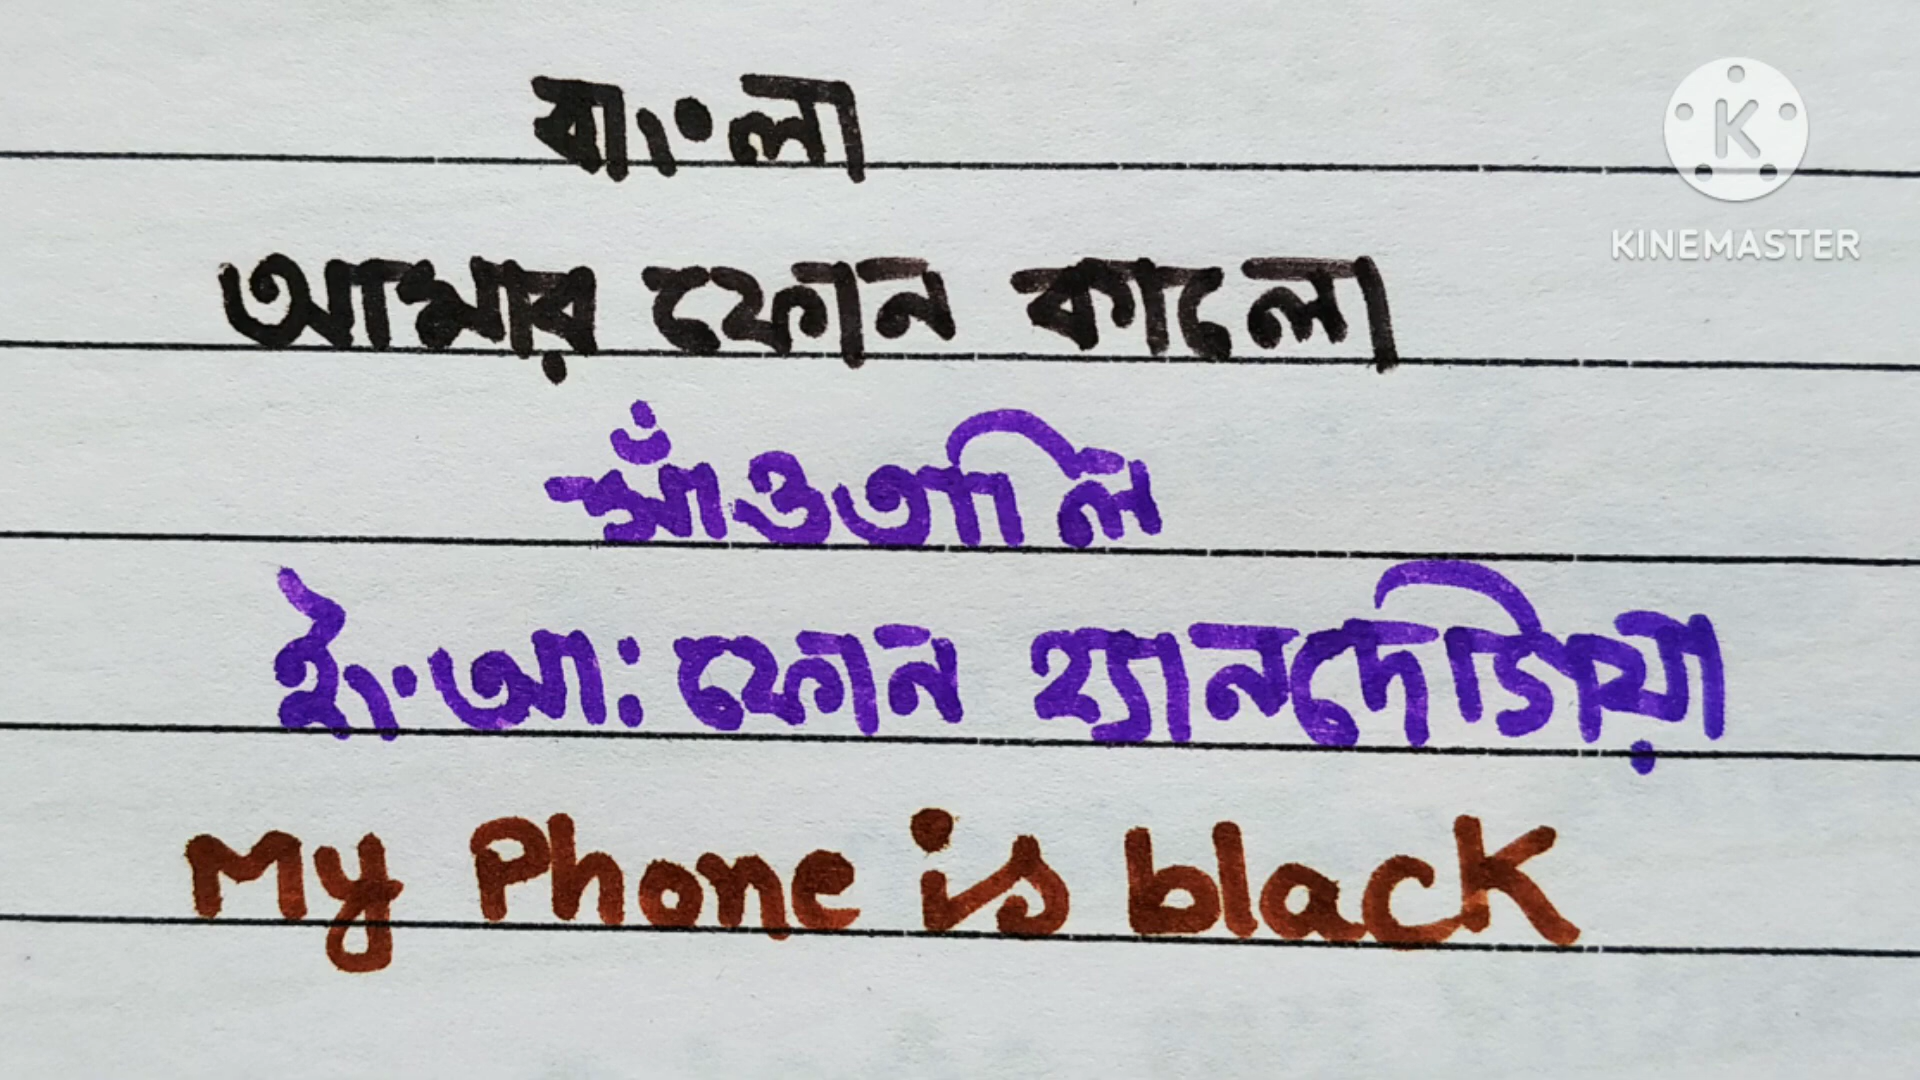 বাংলা
আমার ফোন কালো
সাঁওতালি
হাঁ·আ: ফোন হ্যানদেডিয়া
My Phone is black
K
KINEMASTER